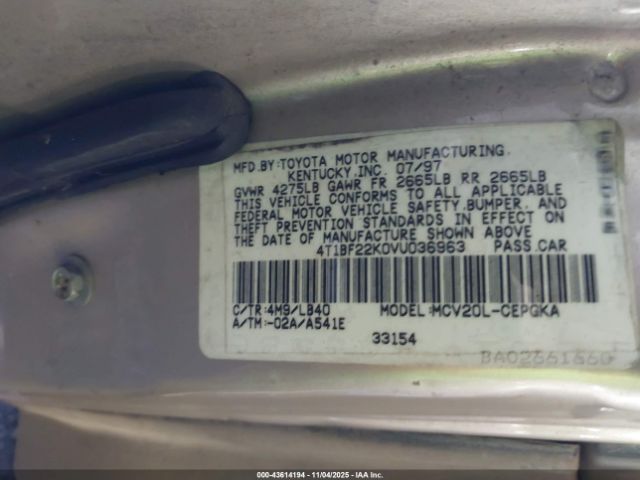 MFD.BY:TOYOTA MOTOR MANUFACTURING
KENTUCKY,INC. 07/97
GVWR 4275LB GAWR FR 2665LB RR 2665LB
THIS VEHICLE CONFORMS TO ALL APPLICABLE
FEDERAL MOTOR VEHICLE SAFETY,BUMPER, AND
THEFT PREVENTION STANDARDS IN EFFECT ON
THE DATE OF MANUFACTURE SHOWN ABOVE
4T1BF22K0VU036963 PASS.CAR
C/TR:4M9/LB40 MODEL:MCV20L-CEPGKA
A/TM:-02A/A541E
33154
BA02661660
000-43614194 - 11/04/2025 - IAA Inc.